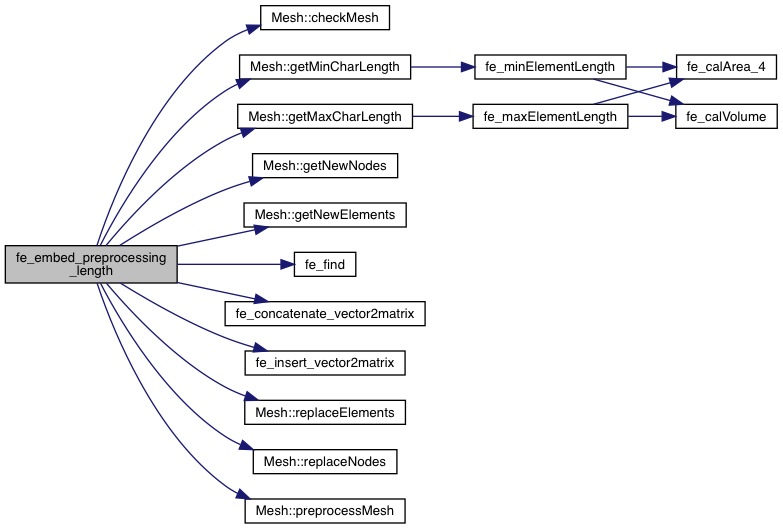 Mesh::checkMesh
Mesh::getMinCharLength
fe_minElementLength
fe_calArea_4
Mesh::getMaxCharLength
fe_maxElementLength
fe_calVolume
Mesh::getNewNodes
Mesh::getNewElements
fe_embed_preprocessing
_length
fe_find
fe_concatenate_vector2matrix
fe_insert_vector2matrix
Mesh::replaceElements
Mesh::replaceNodes
Mesh::preprocessMesh